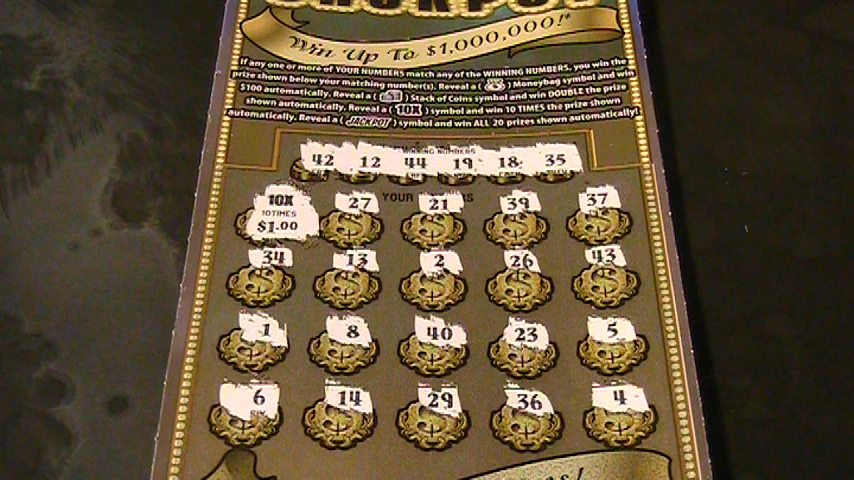 JACKPOT
Win Up To $1,000,000!*
If any one or more of YOUR NUMBERS match any of the WINNING NUMBERS, you win the
prize shown below your matching number(s). Reveal a ( ) Moneybag symbol and win
$100 automatically. Reveal a ( ) Stack of Coins symbol and win DOUBLE the prize
shown automatically. Reveal a ( 10X ) symbol and win 10 TIMES the prize shown
automatically. Reveal a ( JACKPOT ) symbol and win ALL 20 prizes shown automatically!
WINNING NUMBERS
42 12 44 19 18 35
YOUR
10X 27 21 39 37
10TIMES
$1.00
34 13 2 26 43
1 8 40 23 5
6 14 29 36 4